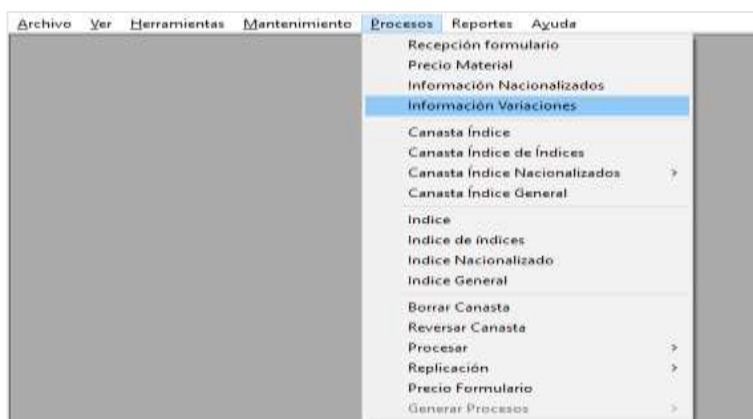 Archivo Ver Herramientas Mantenimiento Procesos Reportes Ayuda
Recepción formulario
Precio Material
Información Nacionalizados
Información Variaciones
Canasta Índice
Canasta Índice de Índices
Canasta Índice Nacionalizados
Canasta Índice General
Indice
Indice de índices
Indice Nacionalizado
Indice General
Borrar Canasta
Reversar Canasta
Procesar
Replicación
Precio Formulario
Generar Procesos